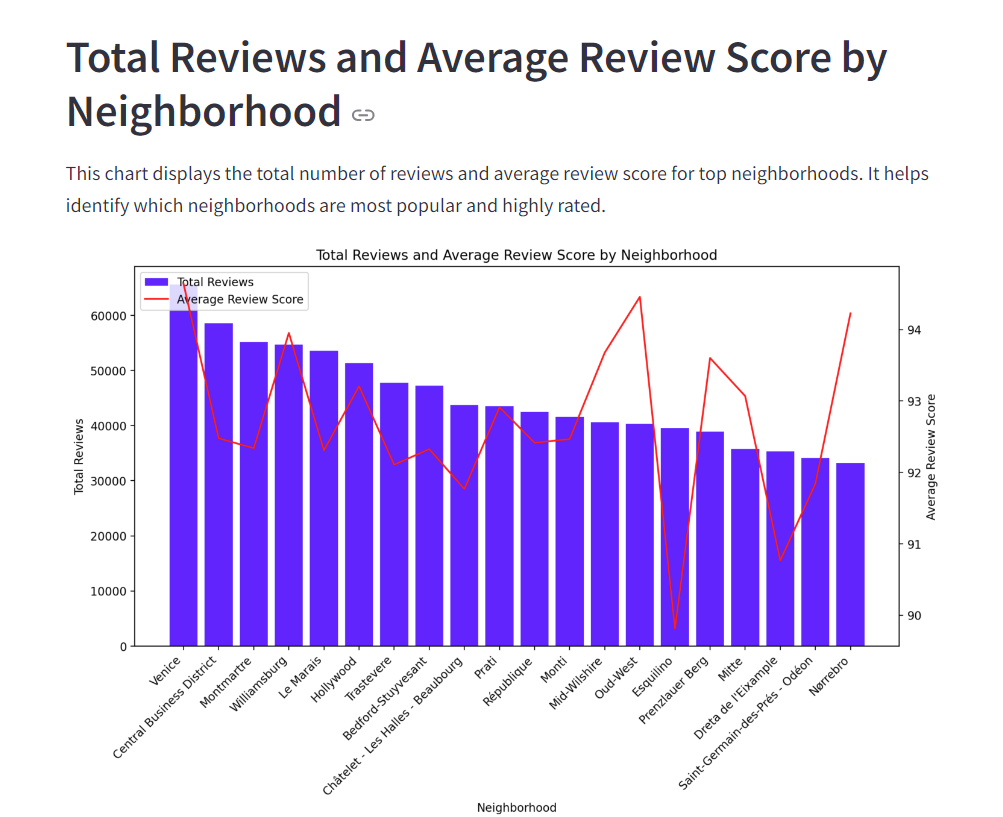 Total Reviews and Average Review Score by
Neighborhood
This chart displays the total number of reviews and average review score for top neighborhoods. It helps
identify which neighborhoods are most popular and highly rated.
Total Reviews and Average Review Score by Neighborhood
Total Reviews
Average Review Score
60000
50000
40000
30000
20000
10000
0
Total Reviews
94
93
92
91
90
Average Review Score
Venice
Central Business District
Montmartre
Williamsburg
Le Marais
Hollywood
Trastevere
Bedford-Stuyvesant
Châtelet - Les Halles - Beaubourg
Prati
République
Monti
Mid-Wilshire
Oud-West
Esquilino
Prenzlauer Berg
Mitte
Dreta de l'Eixample
Saint-Germain-des-Prés - Odéon
Nørrebro
Neighborhood